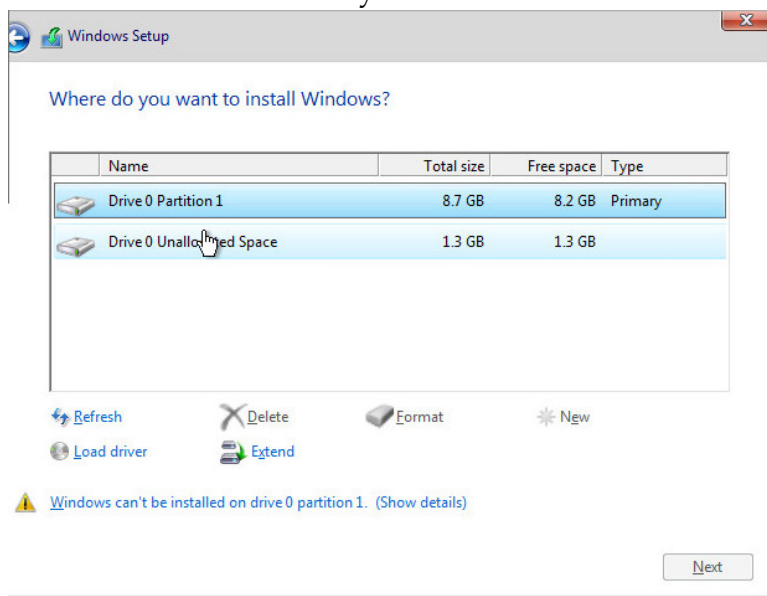 Windows Setup
Where do you want to install Windows?
Name Total size Free space Type
Drive 0 Partition 1 8.7 GB 8.2 GB Primary
Drive 0 Unallocated Space 1.3 GB 1.3 GB
Refresh Delete Format New
Load driver Extend
Windows can't be installed on drive 0 partition 1. (Show details)
Next